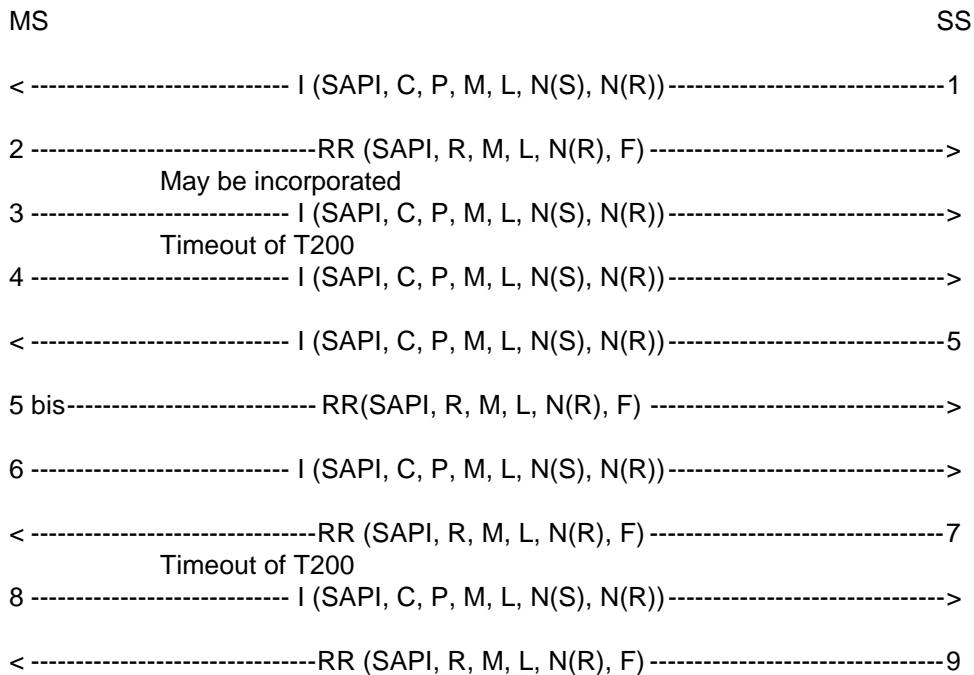 MS SS
< ----------------------------- I (SAPI, C, P, M, L, N(S), N(R))-------------------------------1
2 --------------------------------RR (SAPI, R, M, L, N(R), F) --------------------------------->
May be incorporated
3 ----------------------------- I (SAPI, C, P, M, L, N(S), N(R))------------------------------->
Timeout of T200
4 ----------------------------- I (SAPI, C, P, M, L, N(S), N(R))------------------------------->
< ----------------------------- I (SAPI, C, P, M, L, N(S), N(R))-------------------------------5
5 bis---------------------------- RR(SAPI, R, M, L, N(R), F) --------------------------------->
6 ----------------------------- I (SAPI, C, P, M, L, N(S), N(R))------------------------------->
< --------------------------------RR (SAPI, R, M, L, N(R), F) ---------------------------------7
Timeout of T200
8 ----------------------------- I (SAPI, C, P, M, L, N(S), N(R))------------------------------->
< --------------------------------RR (SAPI, R, M, L, N(R), F) ---------------------------------9